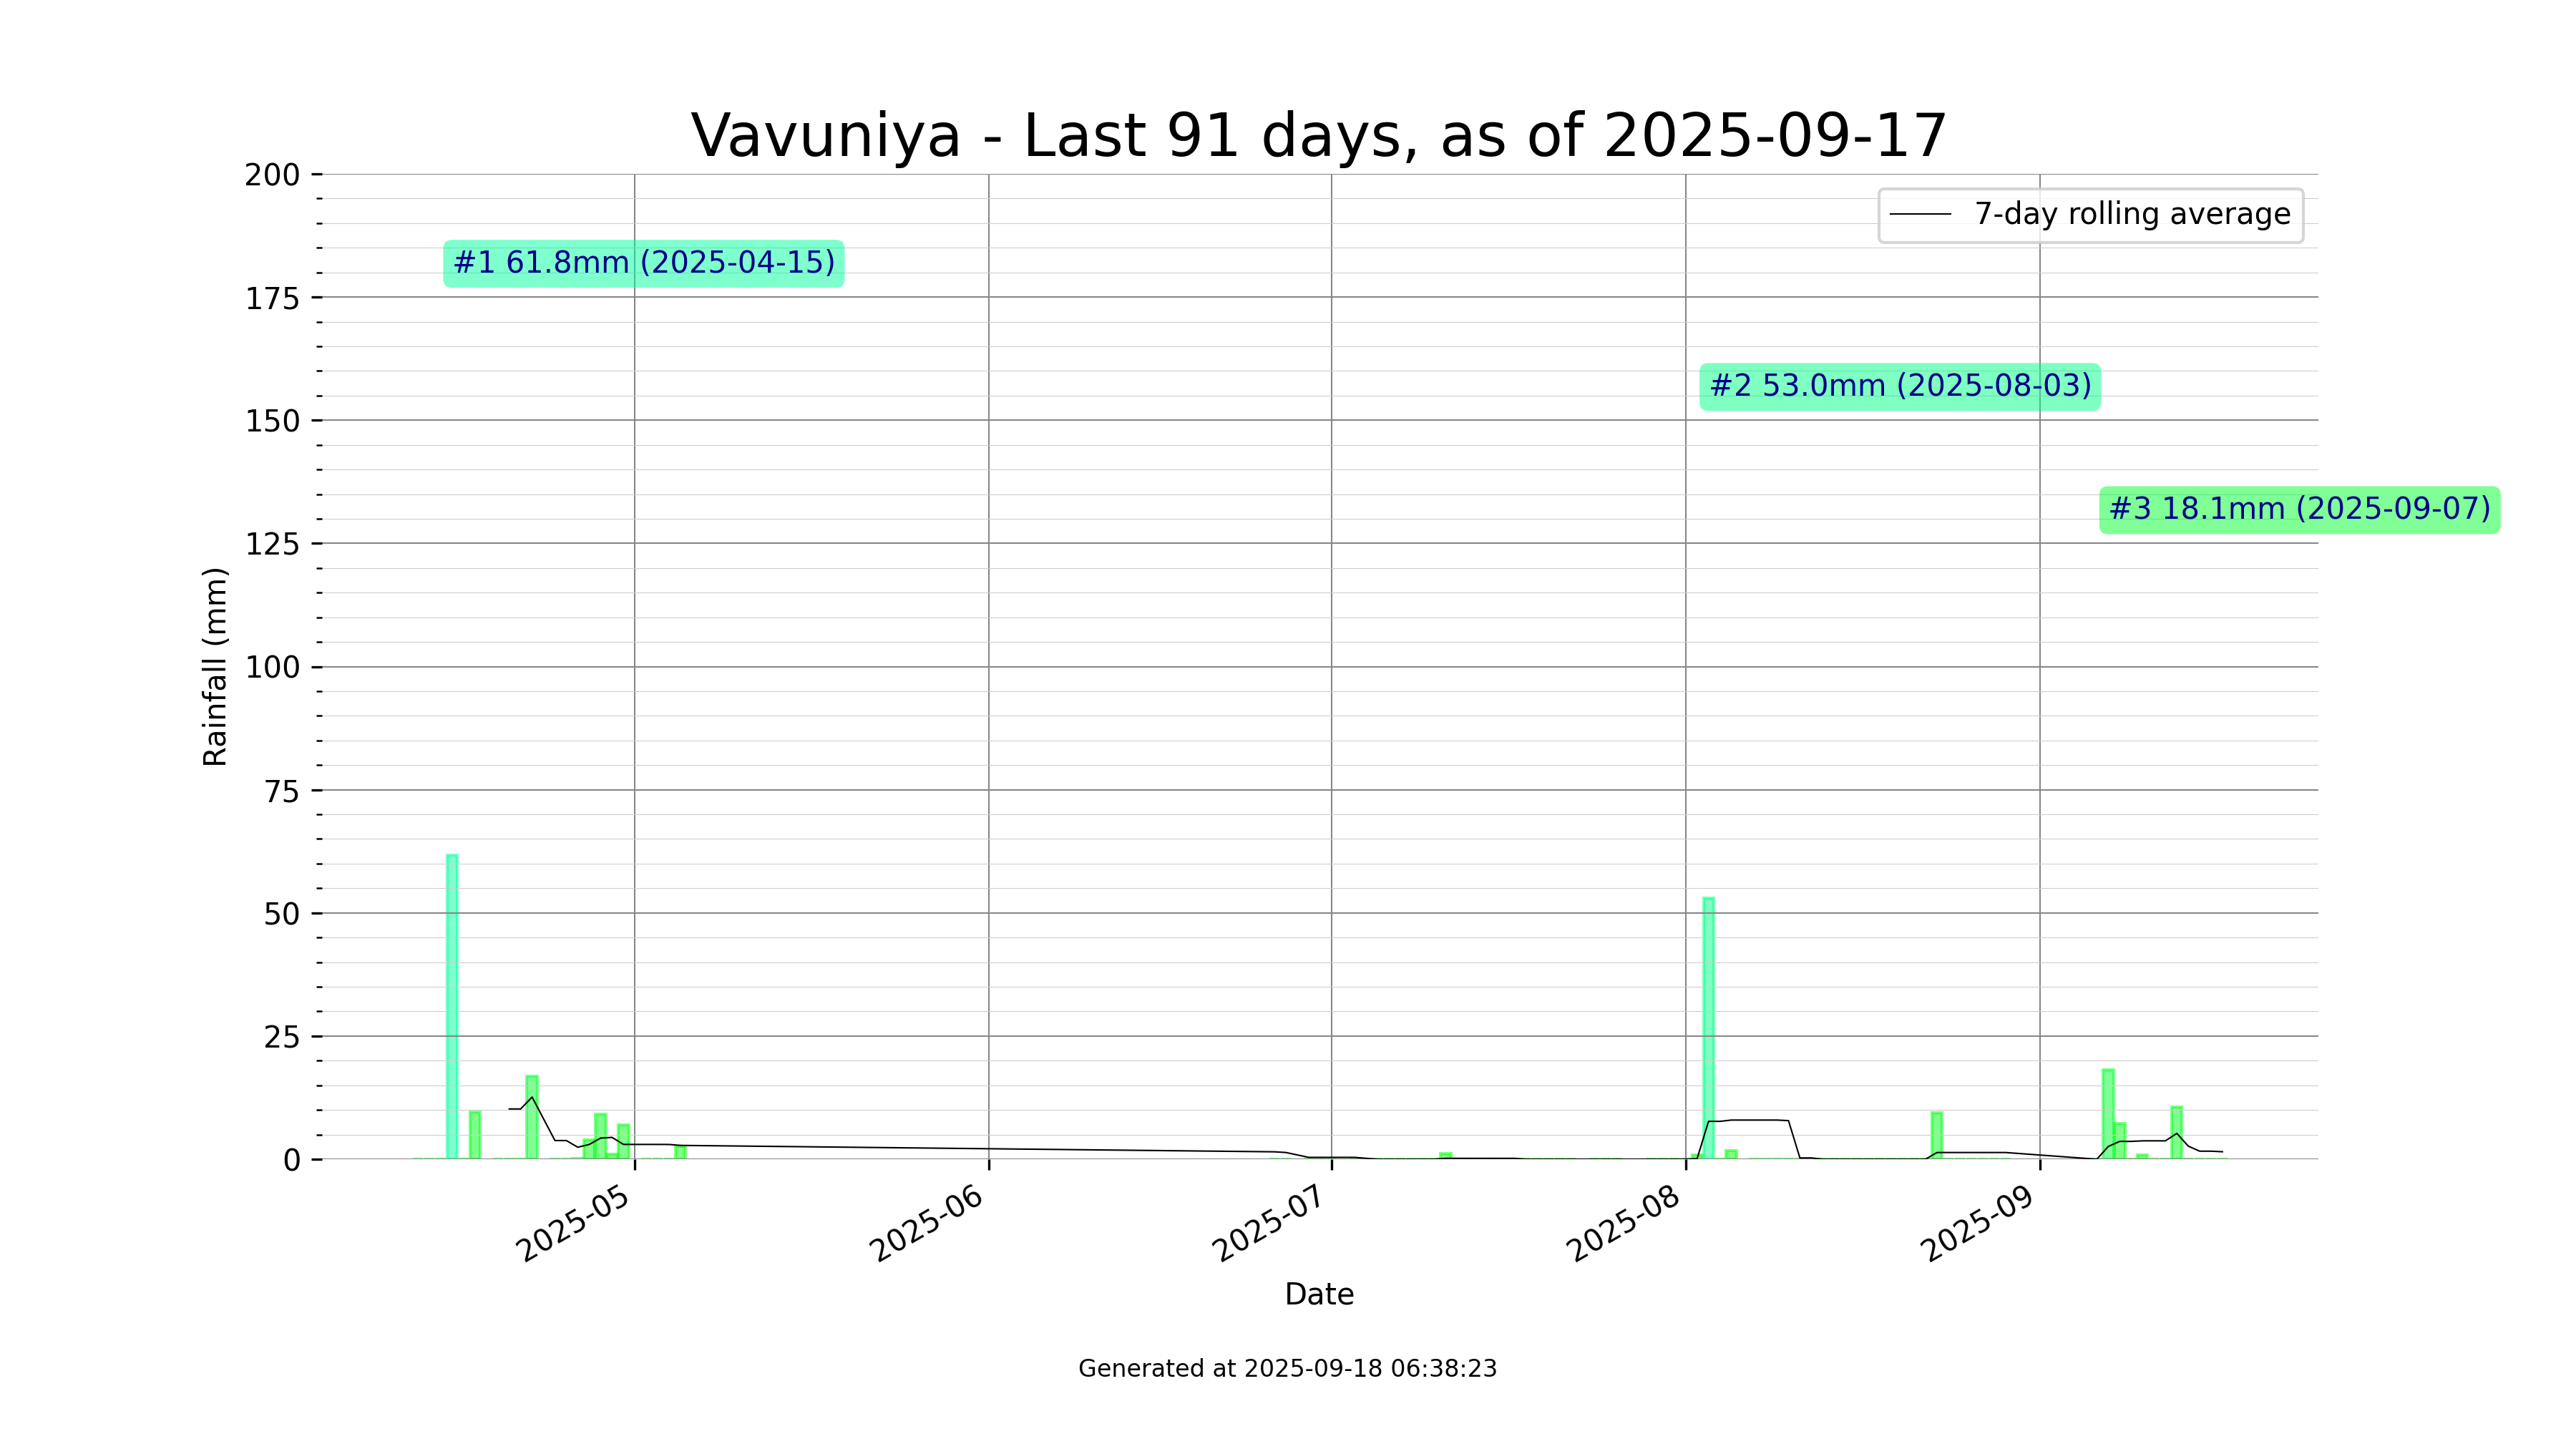 Vavuniya - Last 91 days, as of 2025-09-17
7-day rolling average
#1 61.8mm (2025-04-15)
#2 53.0mm (2025-08-03)
#3 18.1mm (2025-09-07)
Rainfall (mm)
200
175
150
125
100
75
50
25
0
2025-05
2025-06
2025-07
2025-08
2025-09
Date
Generated at 2025-09-18 06:38:23